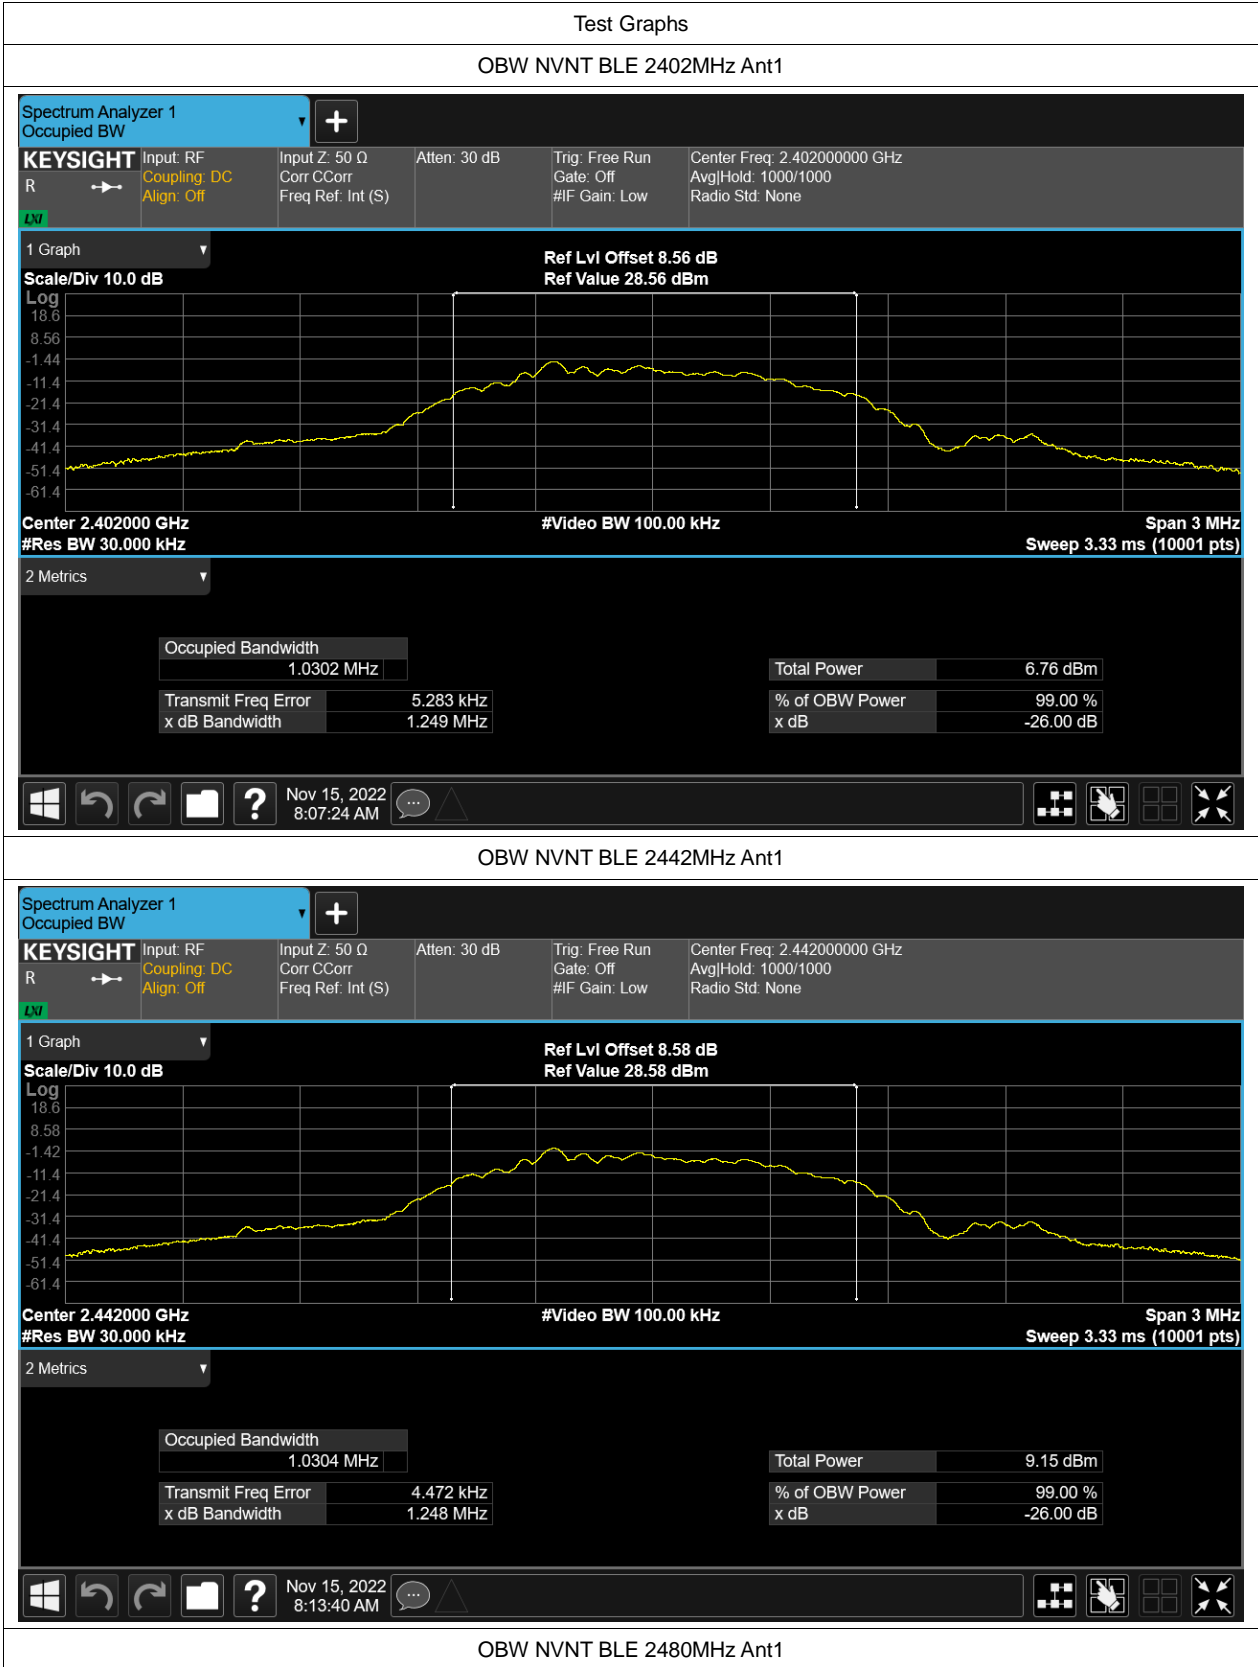 Test Graphs
OBW NVNT BLE 2402MHz Ant1
Spectrum Analyzer 1
Occupied BW
KEYSIGHT Input: RF Input Z: 50 Ω Atten: 30 dB Trig: Free Run Center Freq: 2.402000000 GHz
R Coupling: DC Corr CCorr Gate: Off Avg|Hold: 1000/1000
Align: Off Freq Ref: Int (S) #IF Gain: Low Radio Std: None
LXI
1 Graph
Ref Lvl Offset 8.56 dB
Scale/Div 10.0 dB Ref Value 28.56 dBm
Log
18.6
8.56
-1.44
-11.4
-21.4
-31.4
-41.4
-51.4
-61.4
Center 2.402000 GHz #Video BW 100.00 kHz Span 3 MHz
#Res BW 30.000 kHz Sweep 3.33 ms (10001 pts)
2 Metrics
Occupied Bandwidth
1.0302 MHz Total Power 6.76 dBm
Transmit Freq Error 5.283 kHz % of OBW Power 99.00 %
x dB Bandwidth 1.249 MHz x dB -26.00 dB
? Nov 15, 2022
8:07:24 AM
OBW NVNT BLE 2442MHz Ant1
Spectrum Analyzer 1
Occupied BW
KEYSIGHT Input: RF Input Z: 50 Ω Atten: 30 dB Trig: Free Run Center Freq: 2.442000000 GHz
R Coupling: DC Corr CCorr Gate: Off Avg|Hold: 1000/1000
Align: Off Freq Ref: Int (S) #IF Gain: Low Radio Std: None
LXI
1 Graph
Ref Lvl Offset 8.58 dB
Scale/Div 10.0 dB Ref Value 28.58 dBm
Log
18.6
8.58
-1.42
-11.4
-21.4
-31.4
-41.4
-51.4
-61.4
Center 2.442000 GHz #Video BW 100.00 kHz Span 3 MHz
#Res BW 30.000 kHz Sweep 3.33 ms (10001 pts)
2 Metrics
Occupied Bandwidth
1.0304 MHz Total Power 9.15 dBm
Transmit Freq Error 4.472 kHz % of OBW Power 99.00 %
x dB Bandwidth 1.248 MHz x dB -26.00 dB
? Nov 15, 2022
8:13:40 AM
OBW NVNT BLE 2480MHz Ant1